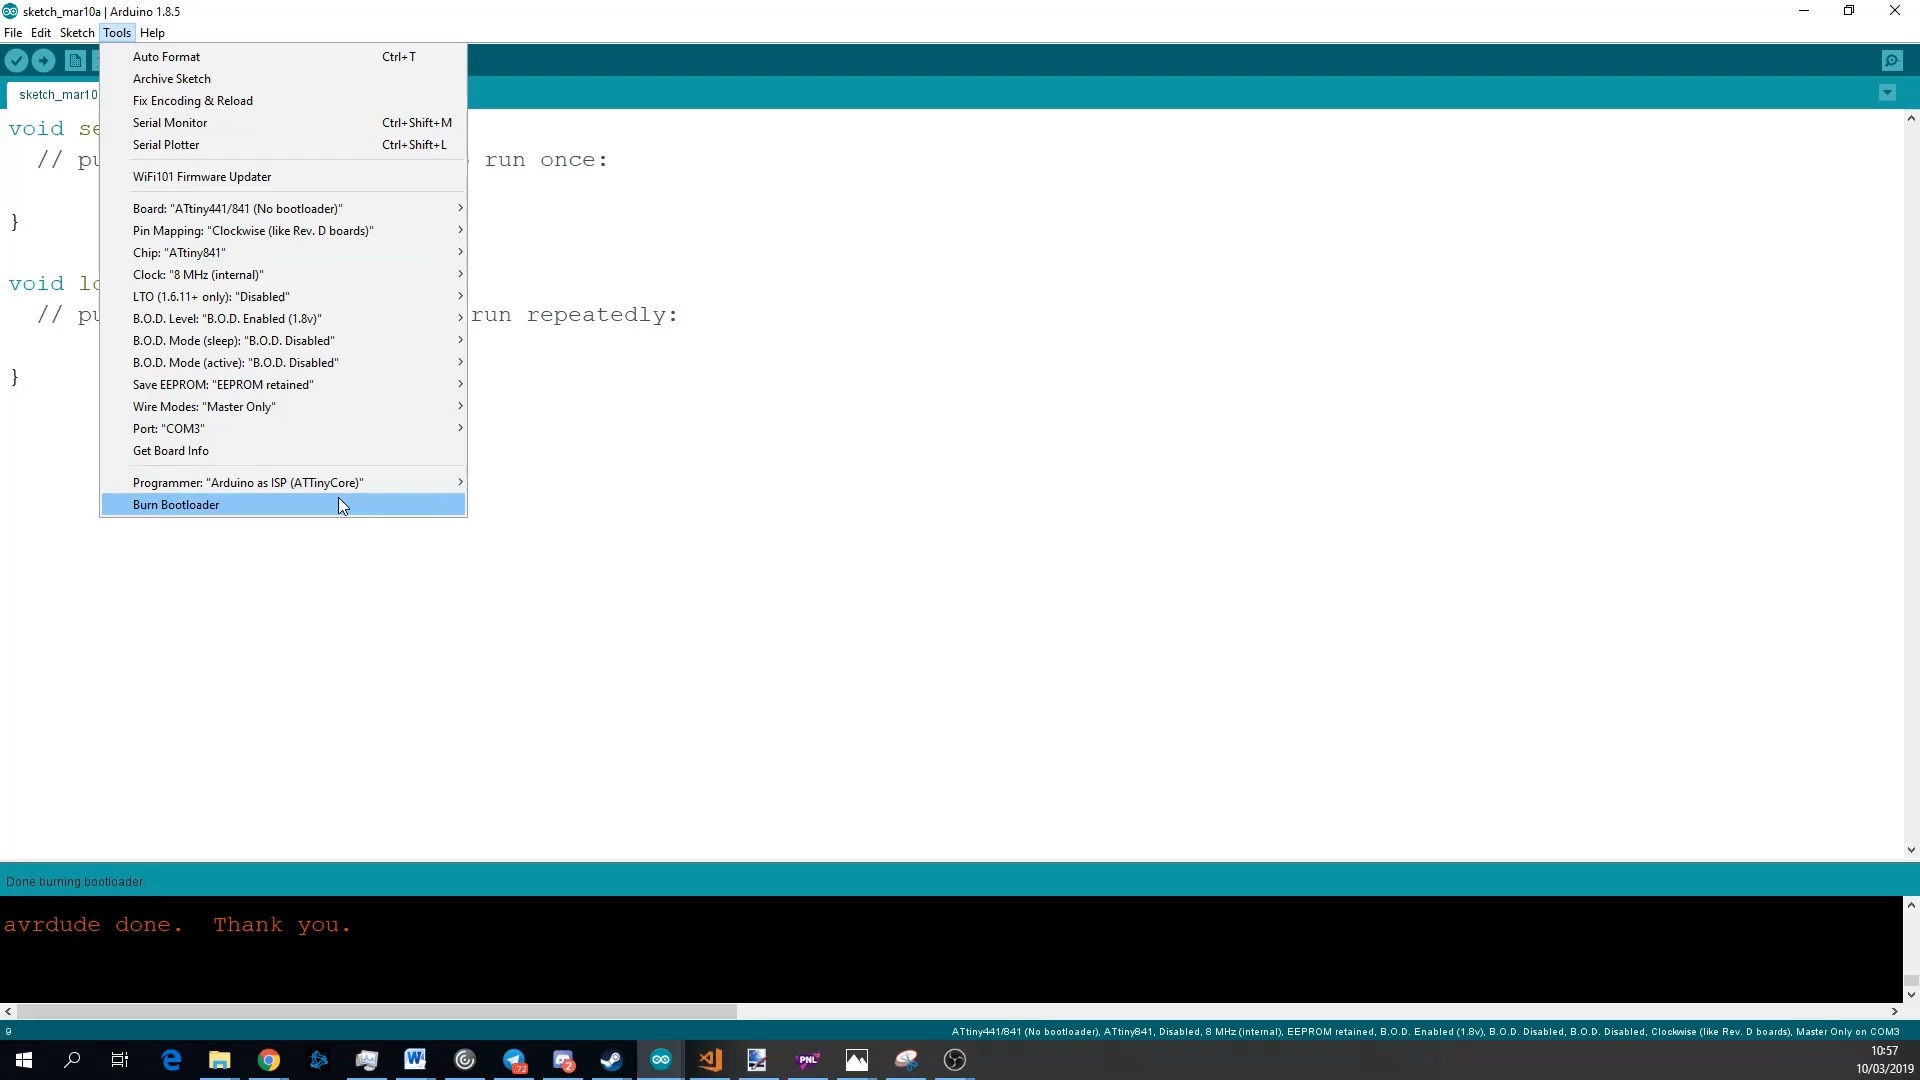 sketch_mar10a | Arduino 1.8.5
File Edit Sketch Tools Help
Auto Format Ctrl+T
Archive Sketch
sketch_mar10
Fix Encoding & Reload
Serial Monitor Ctrl+Shift+M
void se
Serial Plotter Ctrl+Shift+L
// pu run once:
WiFi101 Firmware Updater
Board: "ATtiny441/841 (No bootloader)"
}
Pin Mapping: "Clockwise (like Rev. D boards)"
Chip: "ATtiny841"
Clock: "8 MHz (internal)"
void lo
LTO (1.6.11+ only): "Disabled"
// pu run repeatedly:
B.O.D. Level: "B.O.D. Enabled (1.8v)"
B.O.D. Mode (sleep): "B.O.D. Disabled"
B.O.D. Mode (active): "B.O.D. Disabled"
}
Save EEPROM: "EEPROM retained"
Wire Modes: "Master Only"
Port: "COM3"
Get Board Info
Programmer: "Arduino as ISP (ATTinyCore)"
Burn Bootloader
Done burning bootloader.
avrdude done.  Thank you.
9 ATtiny441/841 (No bootloader), ATtiny841, Disabled, 8 MHz (internal), EEPROM retained, B.O.D. Enabled (1.8v), B.O.D. Disabled, B.O.D. Disabled, Clockwise (like Rev. D boards), Master Only on COM3
72 2 PNL
10:57
10/03/2019